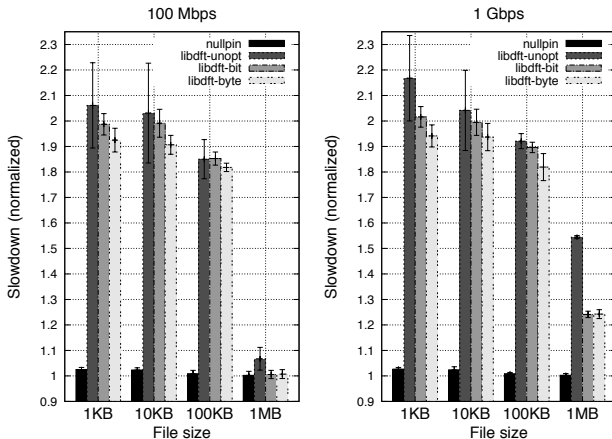 100 Mbps
Slowdown (normalized)
2.3
2.2
2.1
2
1.9
1.8
1.7
1.6
1.5
1.4
1.3
1.2
1.1
1
0.9
nullpin
libdft-unopt
libdft-bit
libdft-byte
1KB 10KB 100KB 1MB
File size
1 Gbps
Slowdown (normalized)
2.3
2.2
2.1
2
1.9
1.8
1.7
1.6
1.5
1.4
1.3
1.2
1.1
1
0.9
nullpin
libdft-unopt
libdft-bit
libdft-byte
1KB 10KB 100KB 1MB
File size